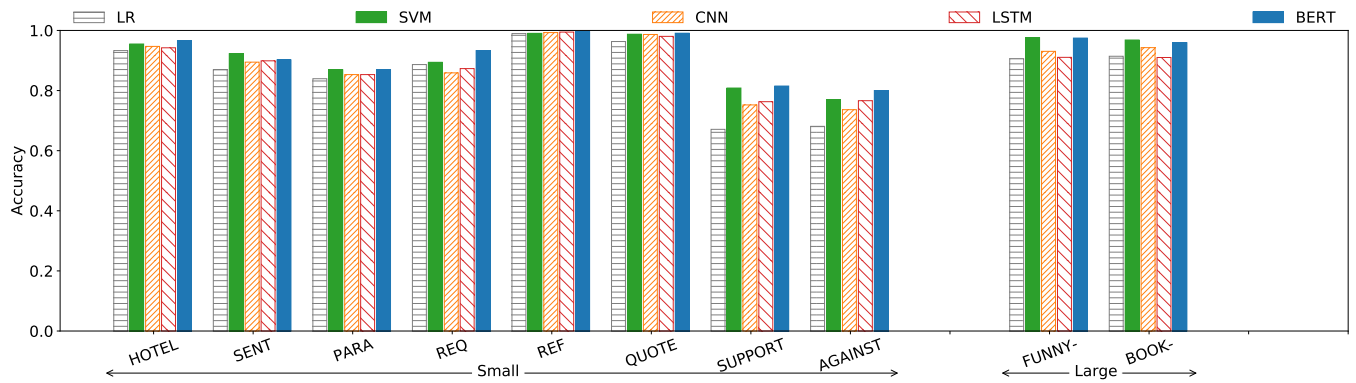 LR SVM CNN LSTM BERT
Accuracy
1.0
0.8
0.6
0.4
0.2
0.0
HOTEL SENT PARA REQ REF QUOTE SUPPORT AGAINST FUNNY- BOOK-
Small Large